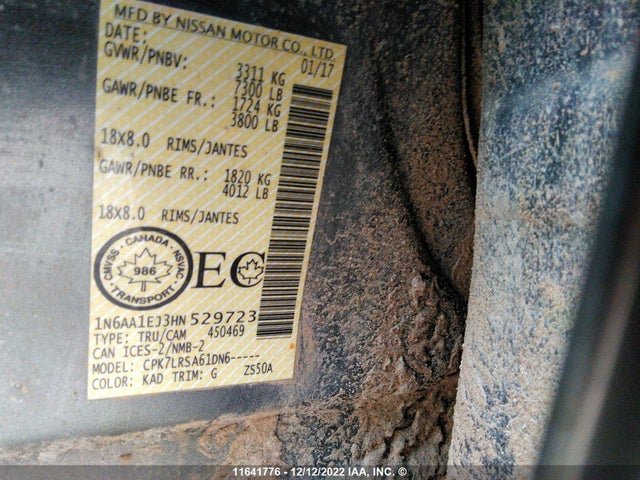 MFD BY NISSAN MOTOR CO., LTD.
DATE: 01/17
GVWR/PNBV: 3311 KG
7300 LB
GAWR/PNBE FR.: 1724 KG
3800 LB
18X8.0 RIMS/JANTES
GAWR/PNBE RR.: 1820 KG
4012 LB
18X8.0 RIMS/JANTES
CMVSS · CANADA · NSVAC
986
TRANSPORT
EC
1N6AA1EJ3HN529723
TYPE: TRU/CAM 450469
CAN ICES-2/NMB-2
MODEL: CPK7LRSA61DN6-----
COLOR: KAD TRIM: G ZS50A
11641776 - 12/12/2022 IAA, INC. ©